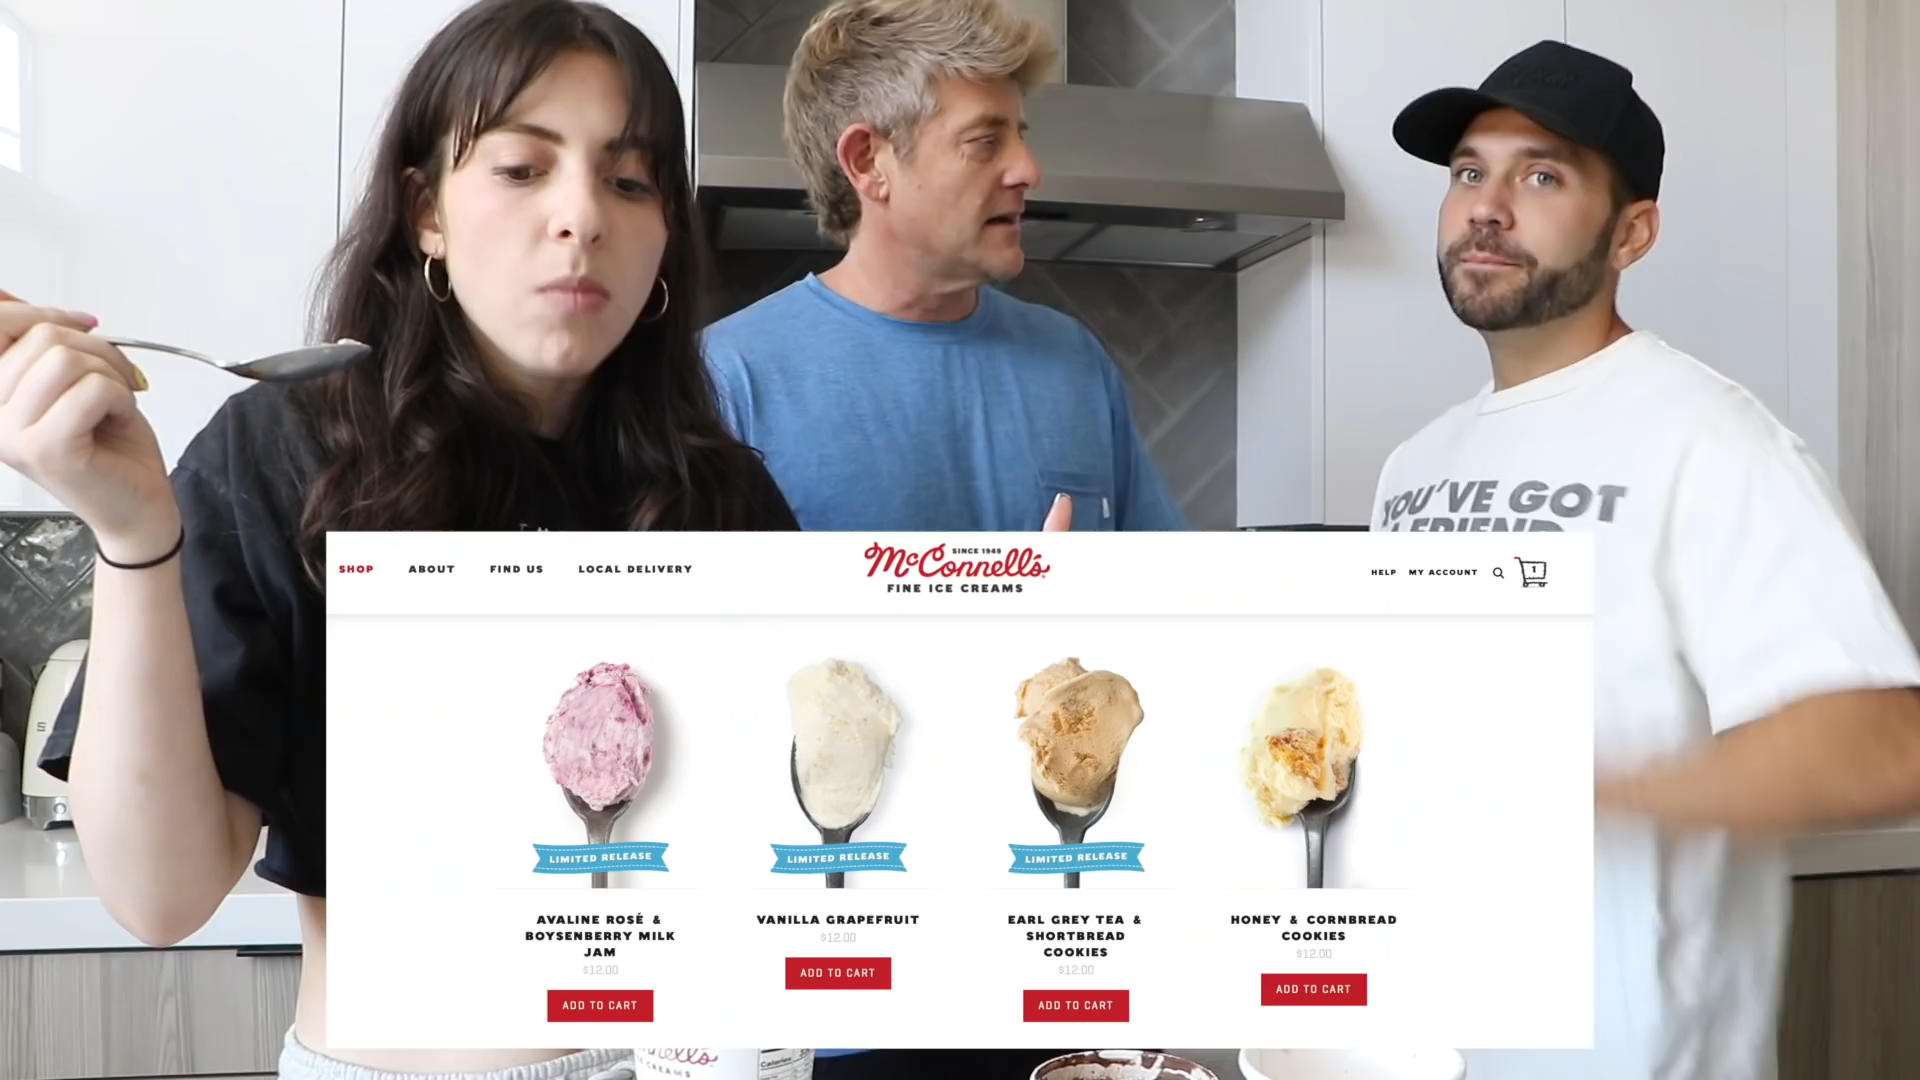 YOU'VE GOT
SHOP ABOUT FIND US LOCAL DELIVERY
SINCE 1949
McConnell's
FINE ICE CREAMS
HELP MY ACCOUNT 1
LIMITED RELEASE
LIMITED RELEASE
LIMITED RELEASE
AVALINE ROSÉ &
BOYSENBERRY MILK
JAM
$12.00
ADD TO CART
VANILLA GRAPEFRUIT
$12.00
ADD TO CART
EARL GREY TEA &
SHORTBREAD
COOKIES
$12.00
ADD TO CART
HONEY & CORNBREAD
COOKIES
$12.00
ADD TO CART
Calories